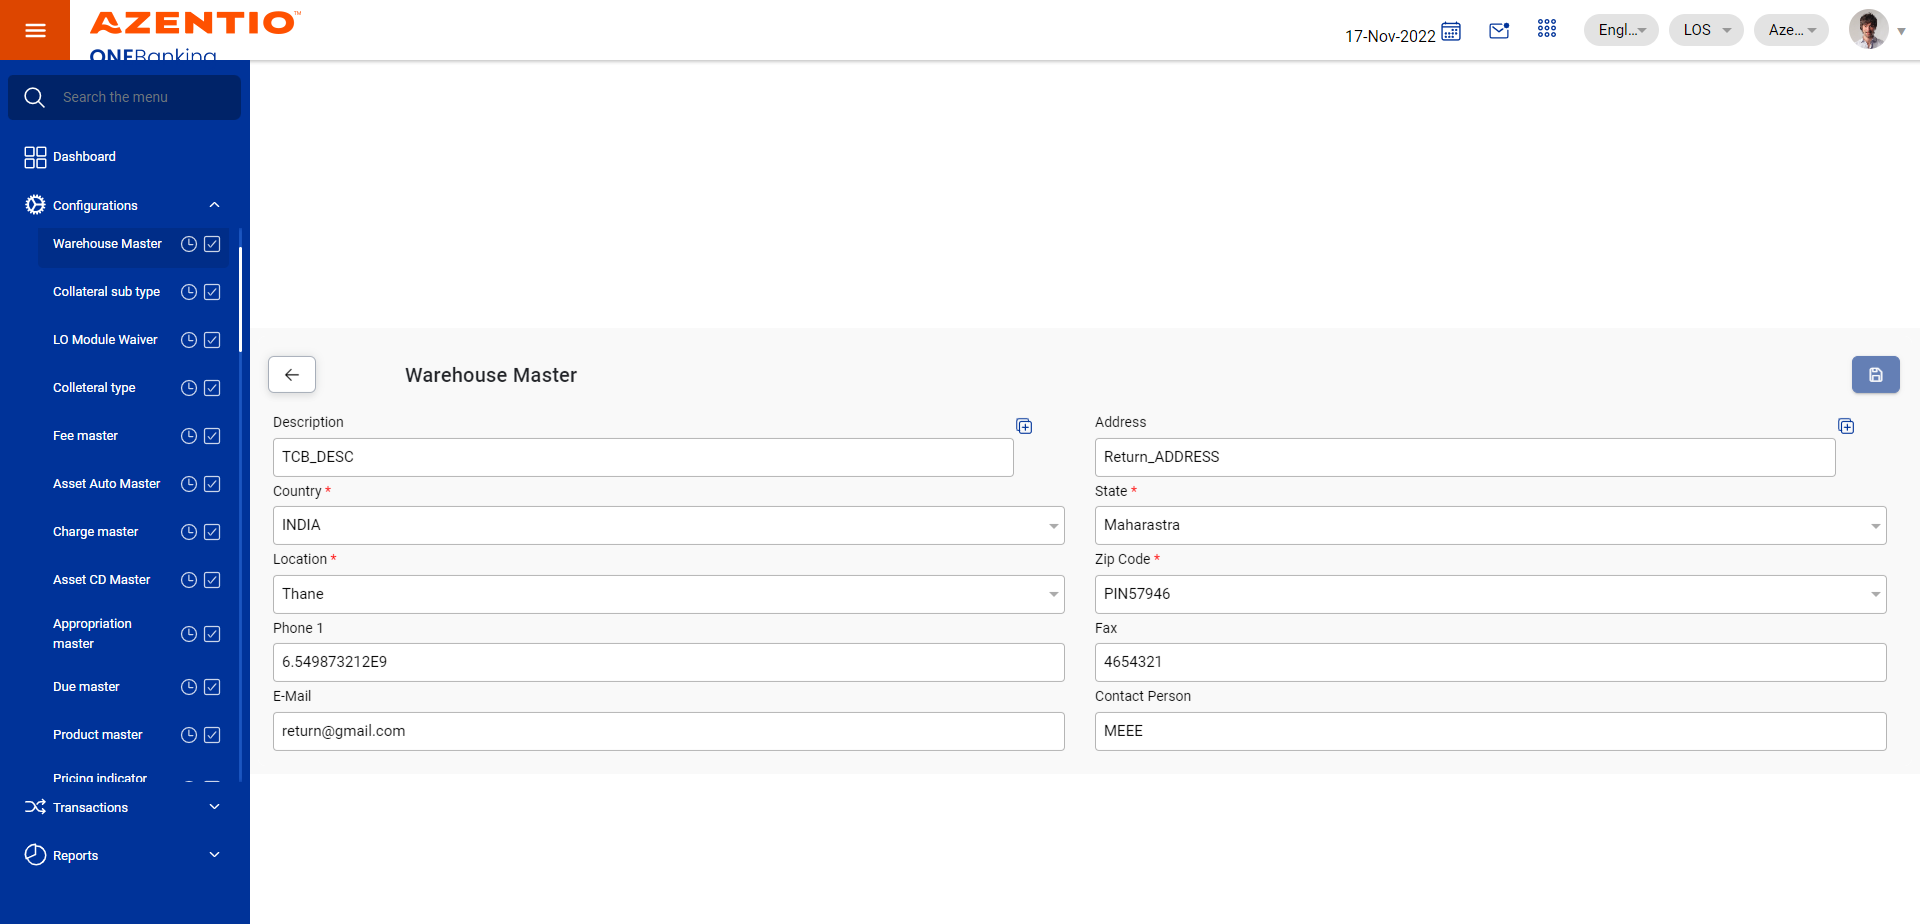 AZENTIO™
ONEBanking
17-Nov-2022
Engl...
LOS
Aze...
Search the menu
Dashboard
Configurations
Warehouse Master
Collateral sub type
LO Module Waiver
Colleteral type
Fee master
Asset Auto Master
Charge master
Asset CD Master
Appropriation
master
Due master
Product master
Pricing indicator
Transactions
Reports
Warehouse Master
Description
TCB_DESC
Address
Return_ADDRESS
Country *
INDIA
State *
Maharastra
Location *
Thane
Zip Code *
PIN57946
Phone 1
6.549873212E9
Fax
4654321
E-Mail
return@gmail.com
Contact Person
MEEE